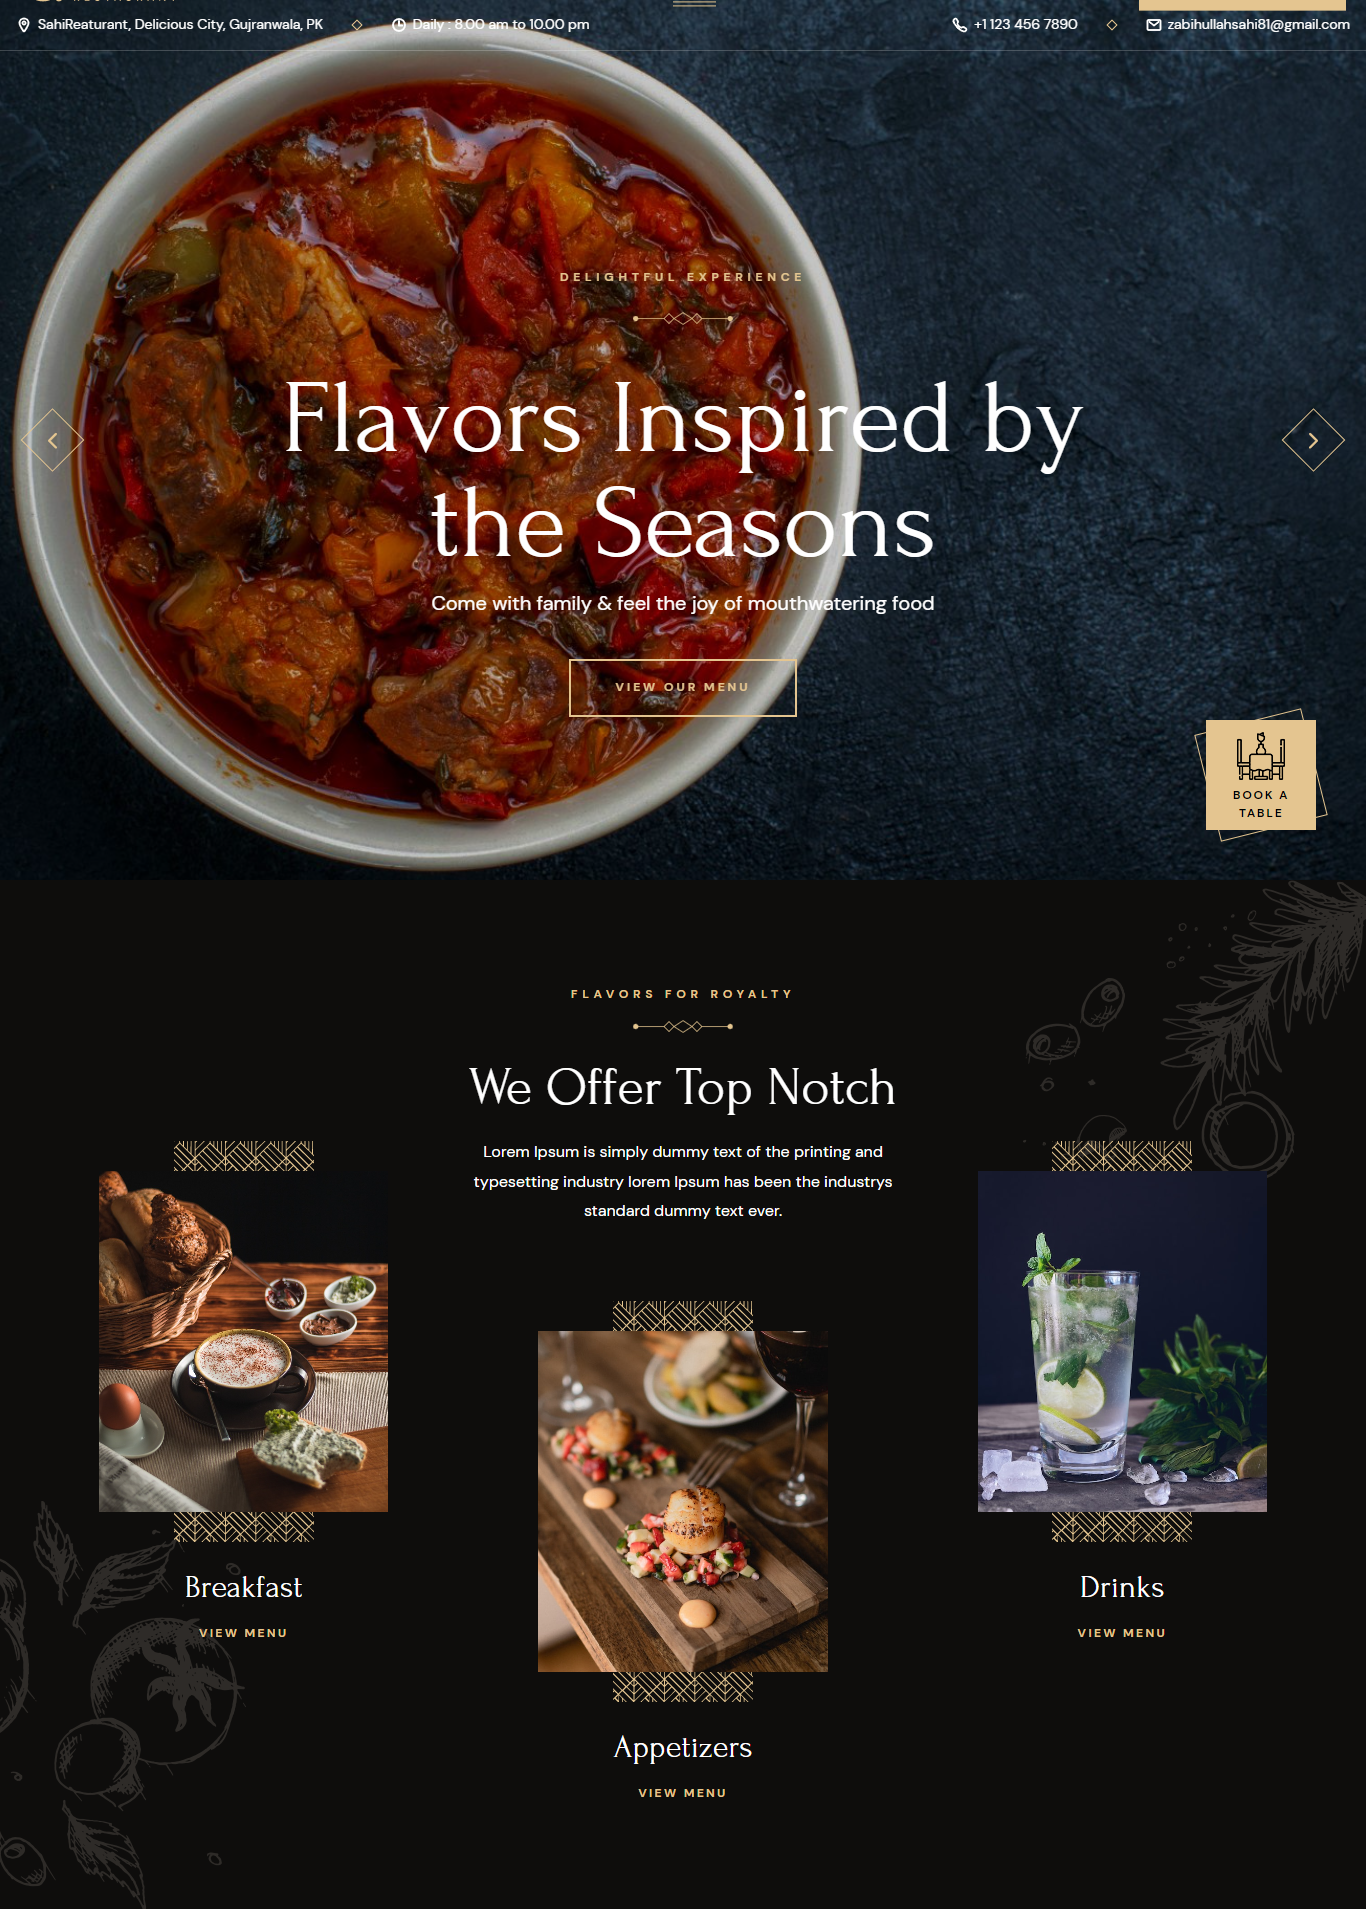 SahiReaturant, Delicious City, Gujranwala, PK
Daily : 8.00 am to 10.00 pm
+1 123 456 7890
zabihullahsahi81@gmail.com
DELIGHTFUL EXPERIENCE
Flavors Inspired by
the Seasons
Come with family & feel the joy of mouthwatering food
VIEW OUR MENU
BOOK A
TABLE
FLAVORS FOR ROYALTY
We Offer Top Notch
Lorem Ipsum is simply dummy text of the printing and
typesetting industry lorem Ipsum has been the industrys
standard dummy text ever.
Breakfast
VIEW MENU
Appetizers
VIEW MENU
Drinks
VIEW MENU